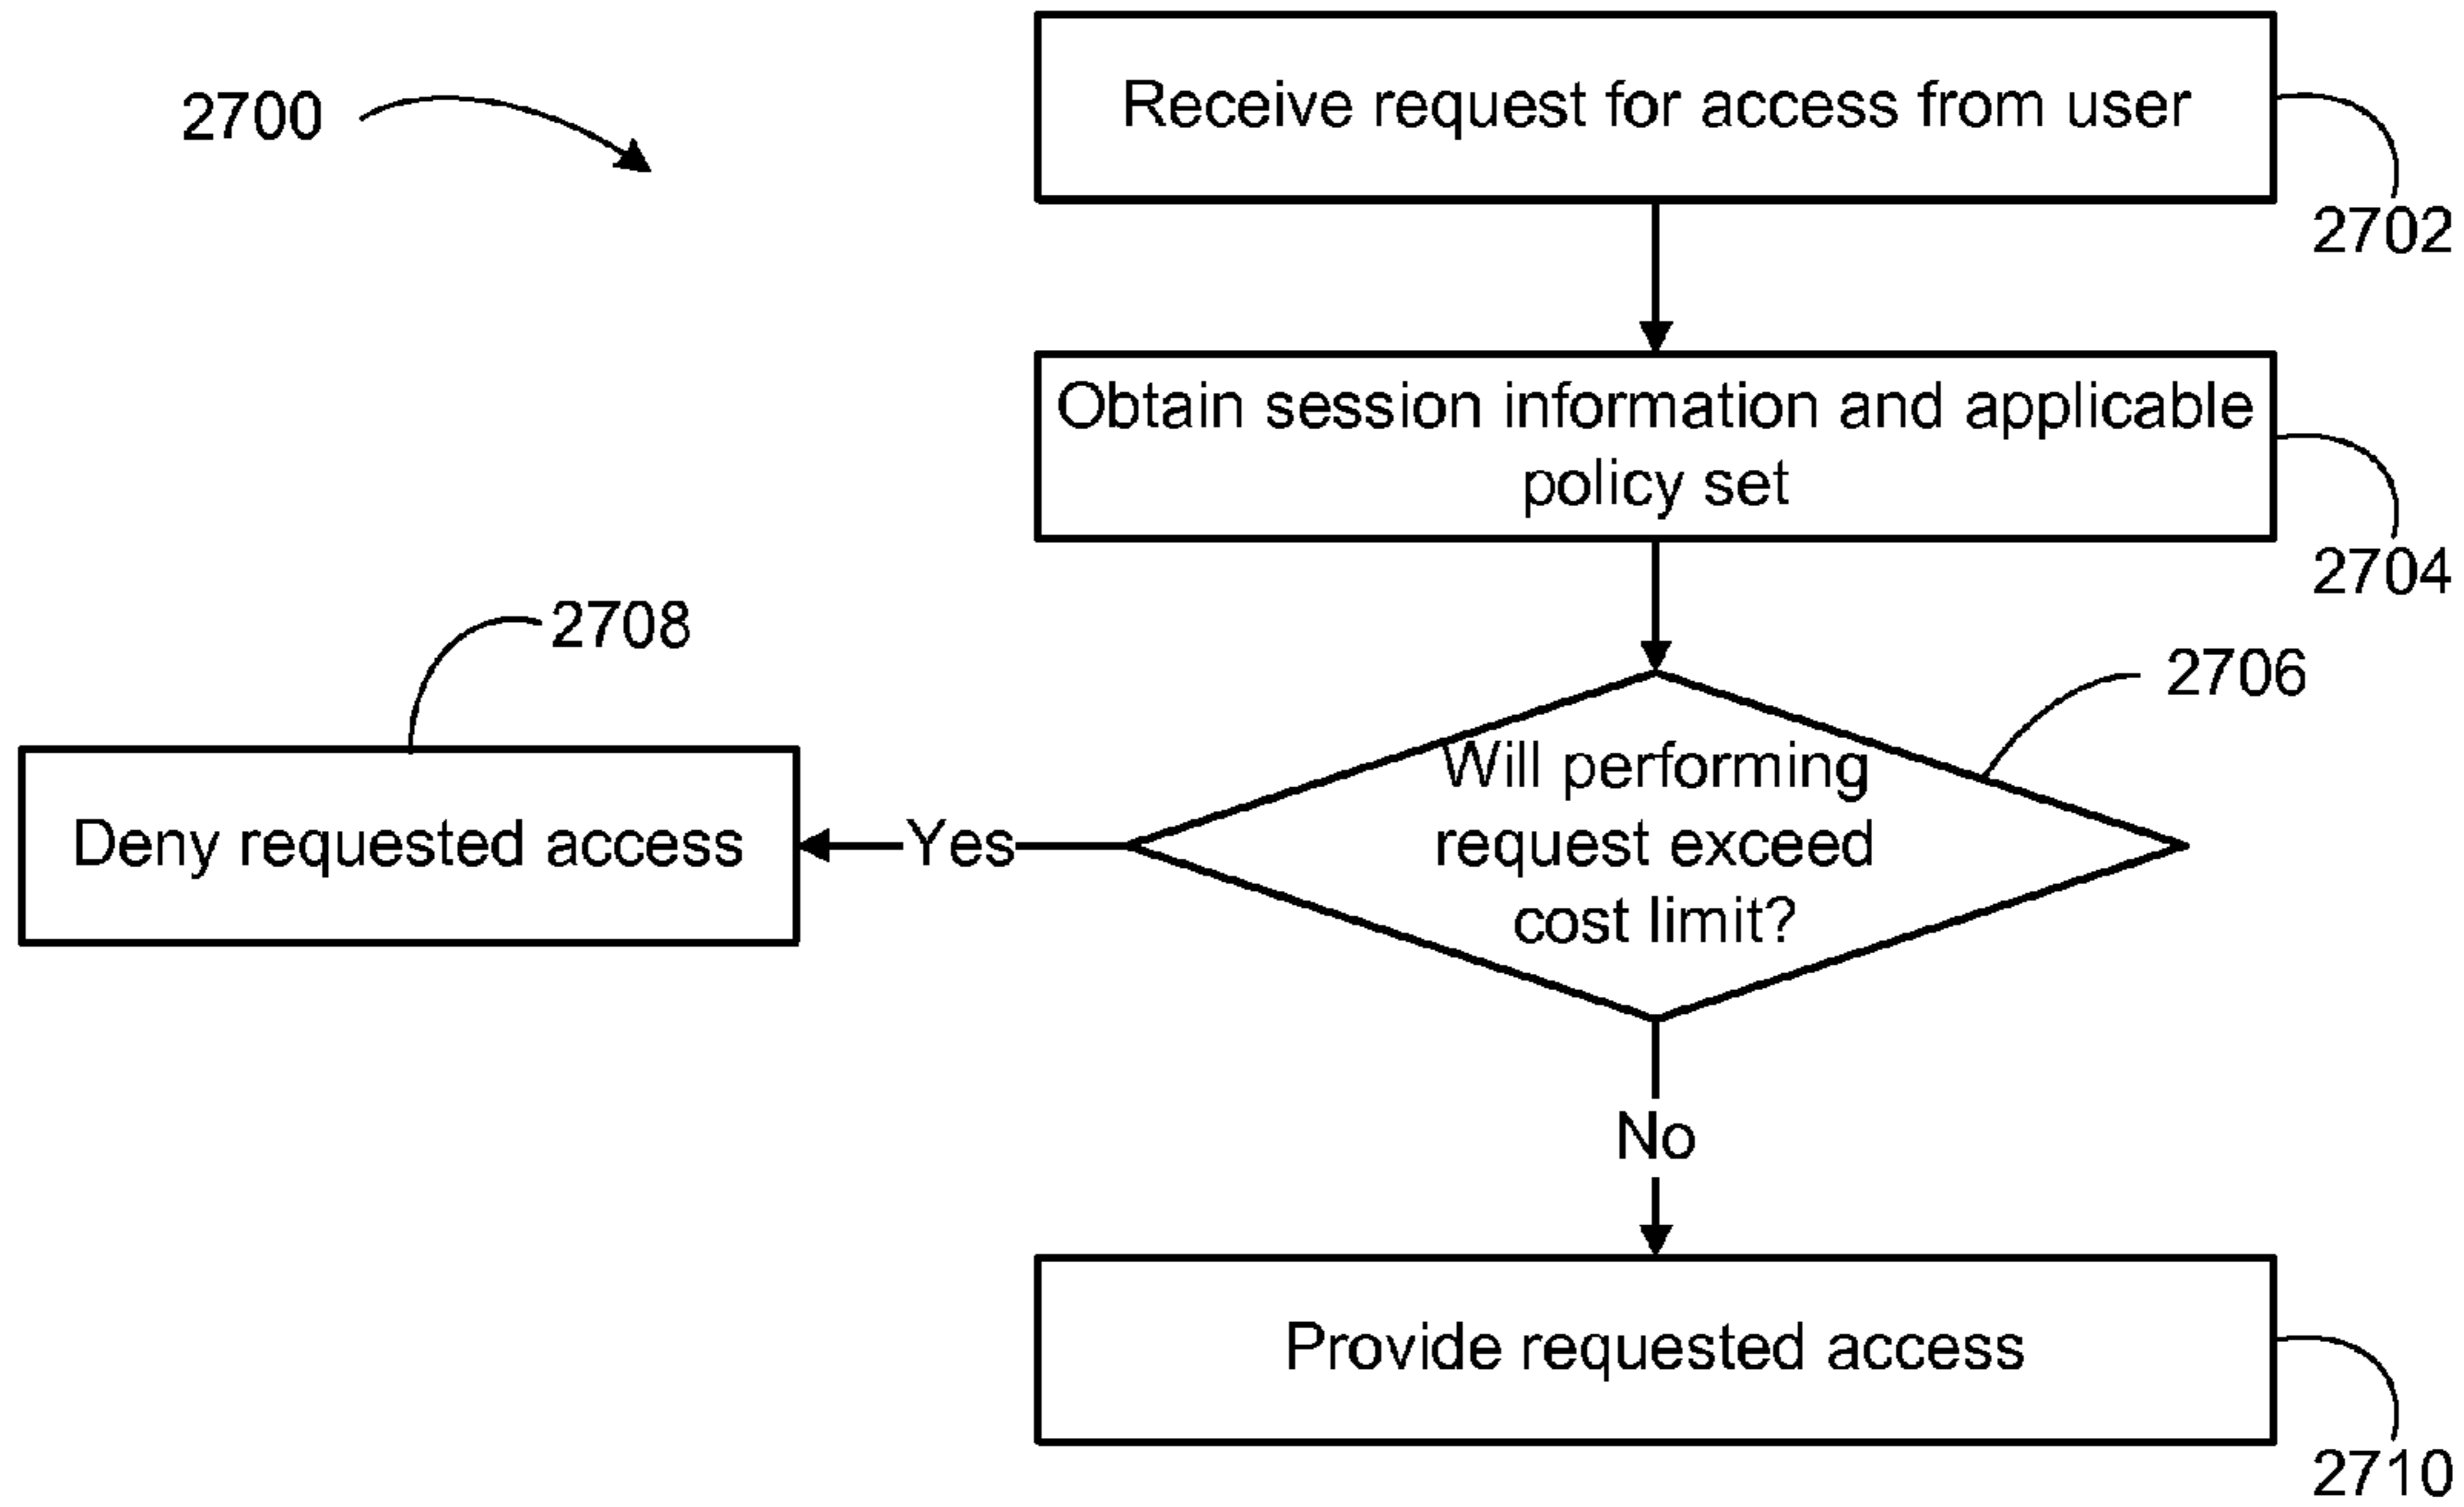 2700
Receive request for access from user
2702
Obtain session information and applicable
policy set
2704
2708
2706
Will performing
request exceed
cost limit?
Yes
Deny requested access
No
Provide requested access
2710